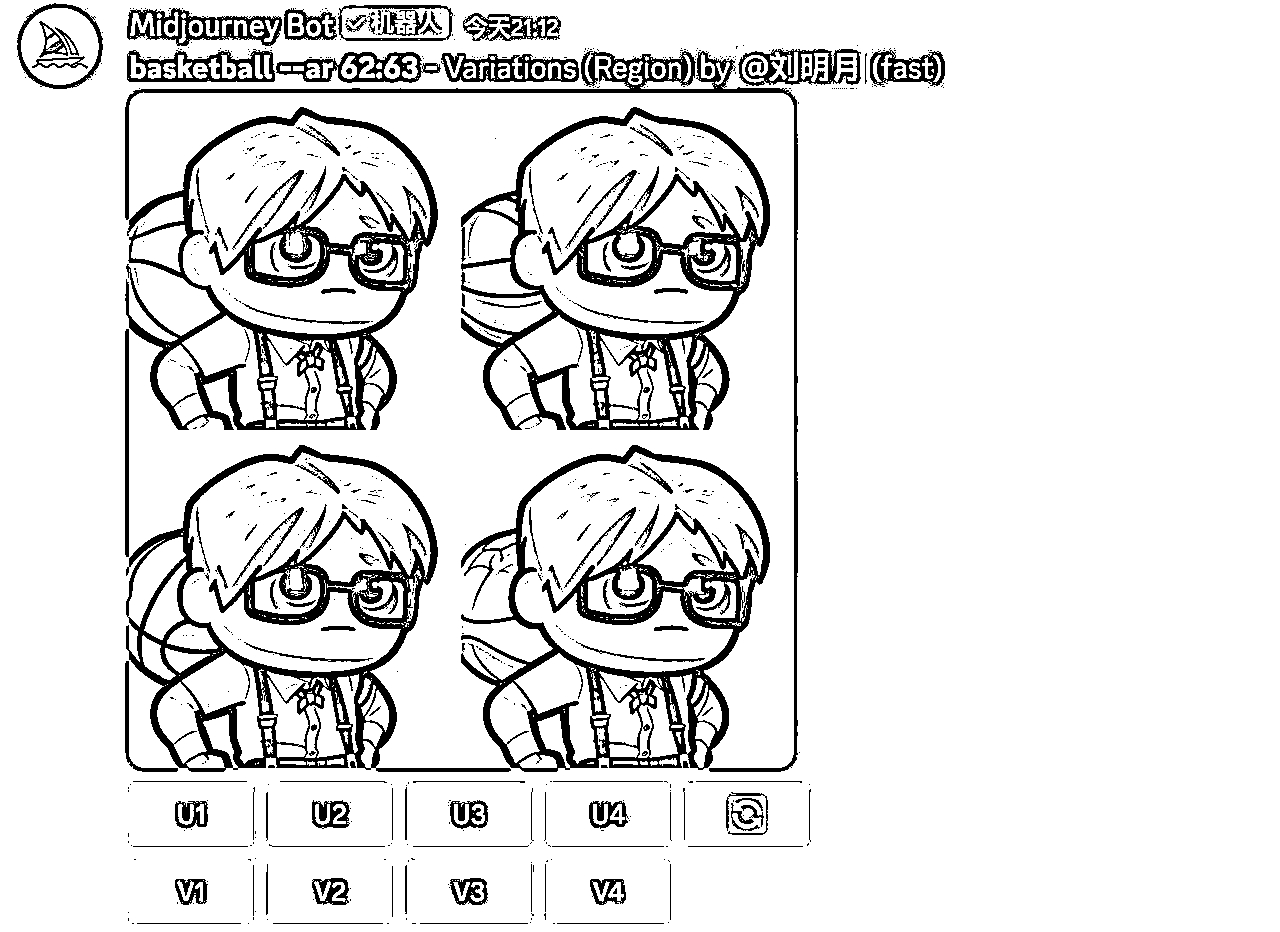 Midjourney Bot ✓机器人 今天21:12
basketball --ar 62:63 - Variations (Region) by @刘明月 (fast)
U1 U2 U3 U4
V1 V2 V3 V4